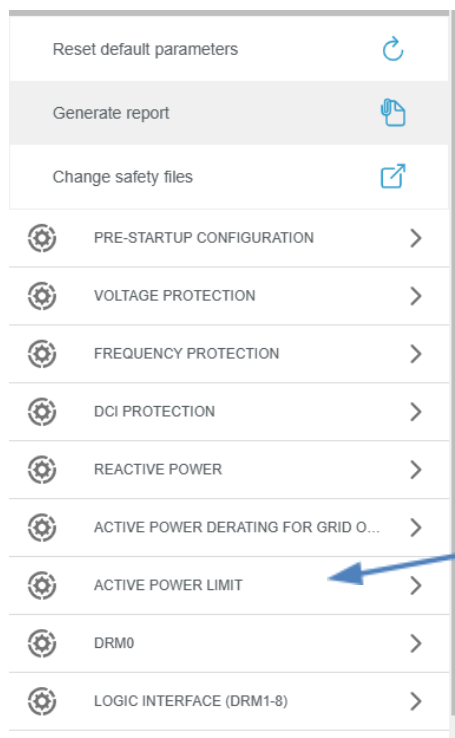 Reset default parameters
Generate report
Change safety files
PRE-STARTUP CONFIGURATION
VOLTAGE PROTECTION
FREQUENCY PROTECTION
DCI PROTECTION
REACTIVE POWER
ACTIVE POWER DERATING FOR GRID O...
ACTIVE POWER LIMIT
DRM0
LOGIC INTERFACE (DRM1-8)